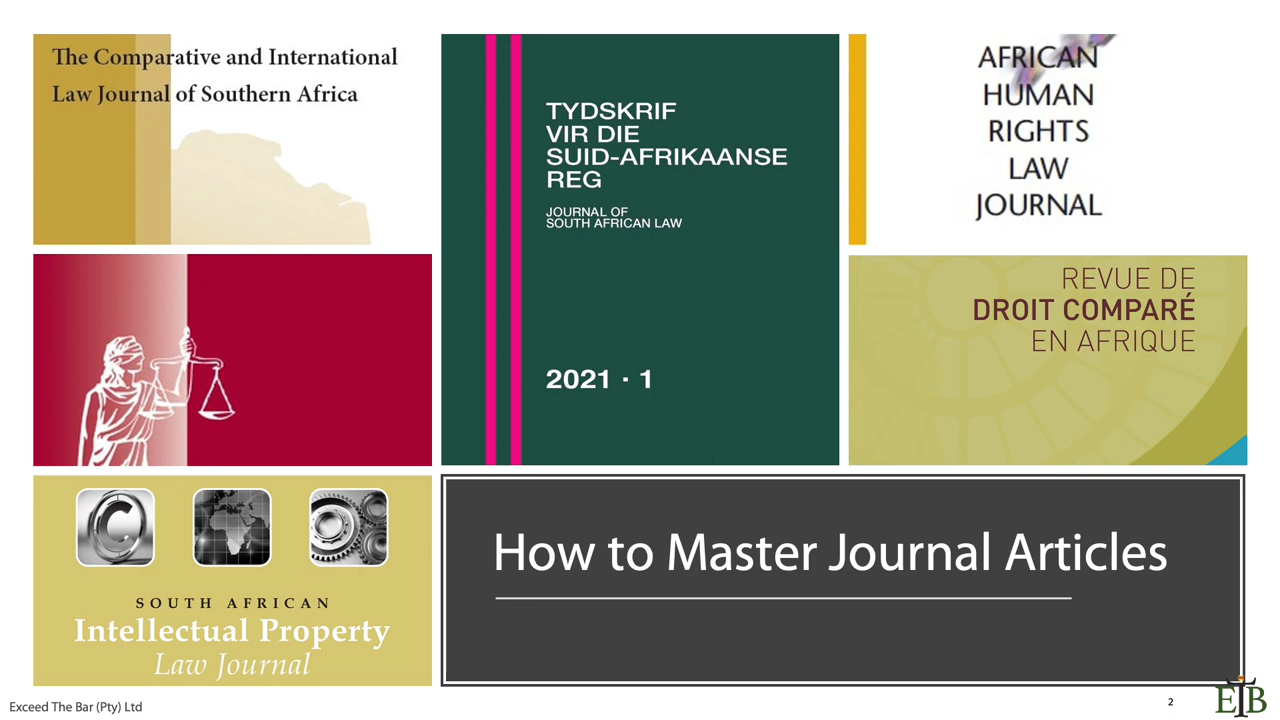 The Comparative and International
Law Journal of Southern Africa
TYDSKRIF
VIR DIE
SUID-AFRIKAANSE
REG
JOURNAL OF
SOUTH AFRICAN LAW
2021 · 1
AFRICAN
HUMAN
RIGHTS
LAW
JOURNAL
REVUE DE
DROIT COMPARÉ
EN AFRIQUE
C
SOUTH AFRICAN
Intellectual Property
Law Journal
How to Master Journal Articles
Exceed The Bar (Pty) Ltd
2
ETB